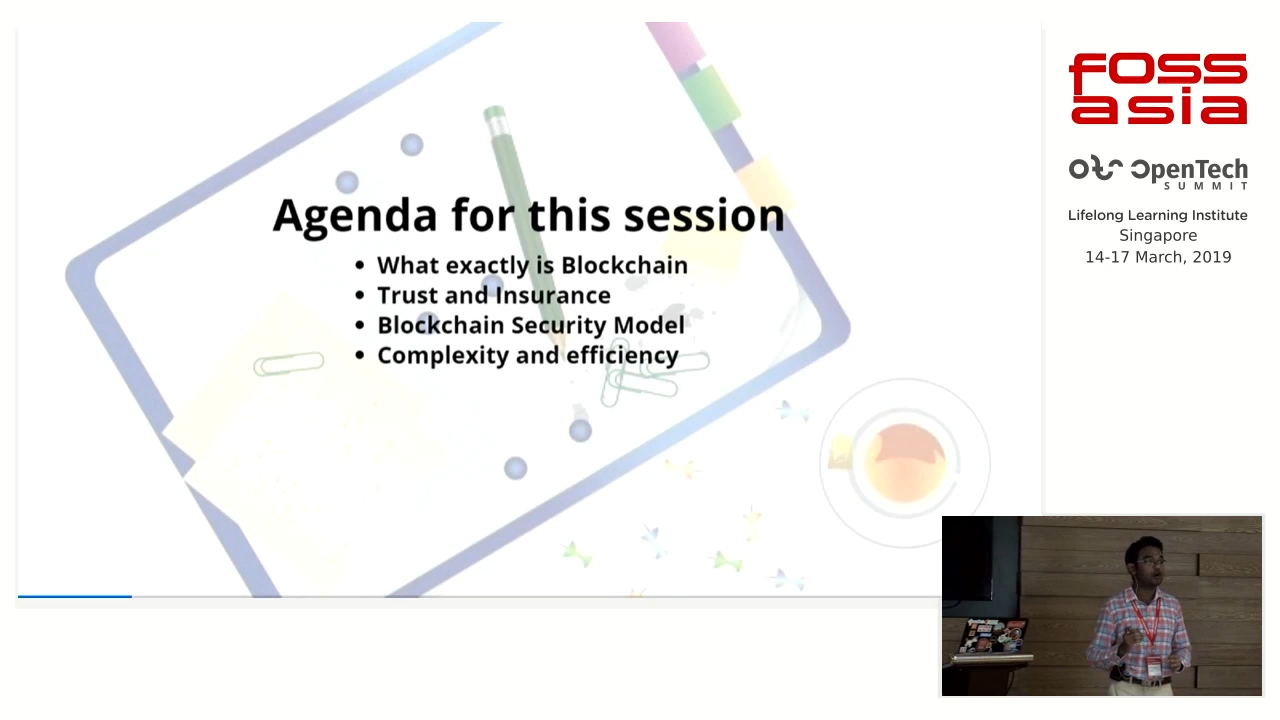 Agenda for this session
• What exactly is Blockchain
• Trust and Insurance
• Blockchain Security Model
• Complexity and efficiency
fOSS
asia
OpenTech
SUMMIT
Lifelong Learning Institute
Singapore
14-17 March, 2019